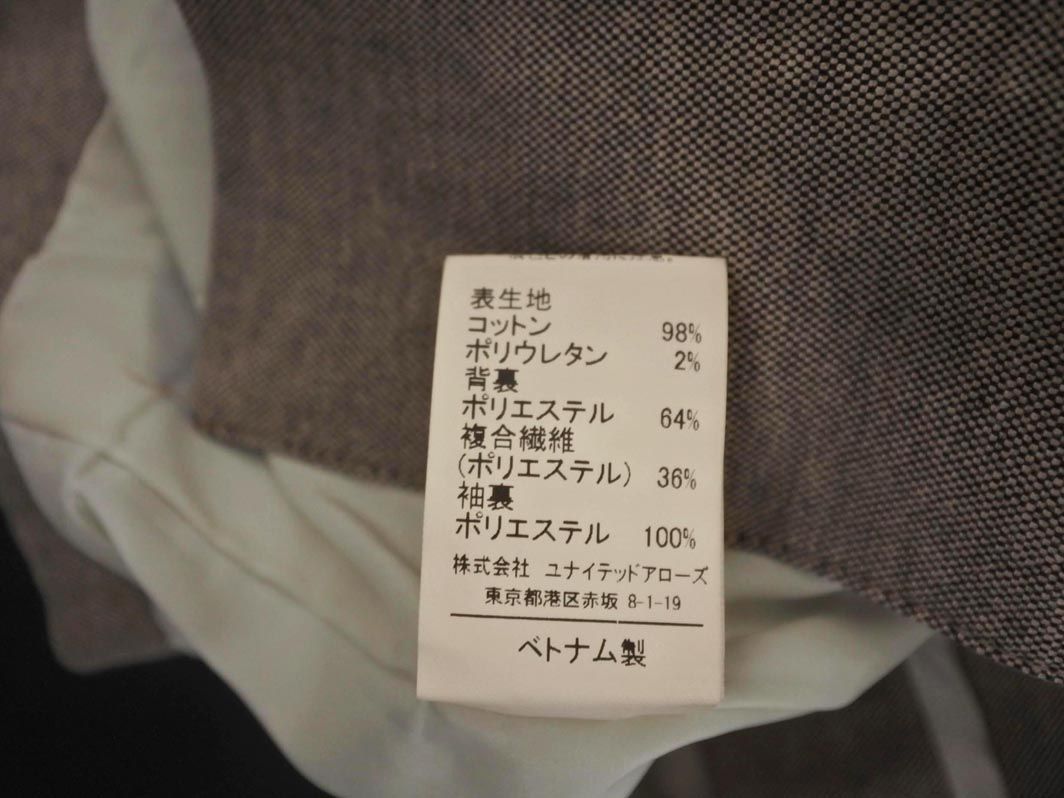 表生地
コットン 98%
ポリウレタン 2%
背裏
ポリエステル 64%
複合繊維
(ポリエステル) 36%
袖裏
ポリエステル 100%
株式会社 ユナイテッドアローズ
東京都港区赤坂 8-1-19
ベトナム製